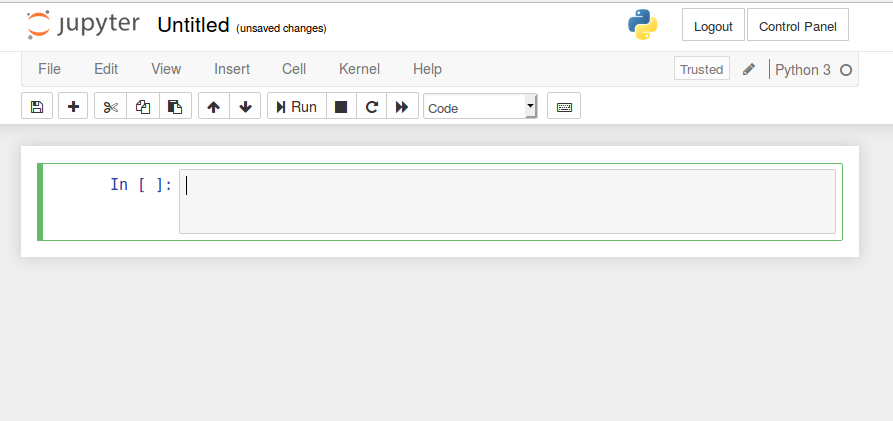 jupyter Untitled (unsaved changes) Logout Control Panel
File Edit View Insert Cell Kernel Help Trusted Python 3
Run Code
In [ ]: